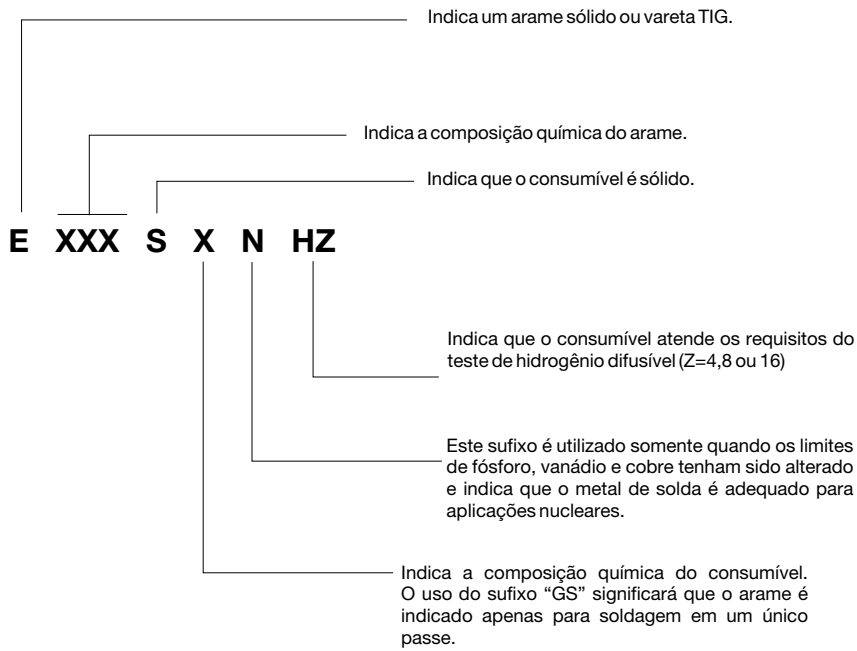 Indica um arame sólido ou vareta TIG.
Indica a composição química do arame.
Indica que o consumível é sólido.
E XXX S X N HZ
Indica que o consumível atende os requisitos do
teste de hidrogênio difusível (Z=4,8 ou 16)
Este sufixo é utilizado somente quando os limites
de fósforo, vanádio e cobre tenham sido alterado
e indica que o metal de solda é adequado para
aplicações nucleares.
Indica a composição química do consumível.
O uso do sufixo “GS” significará que o arame é
indicado apenas para soldagem em um único
passe.